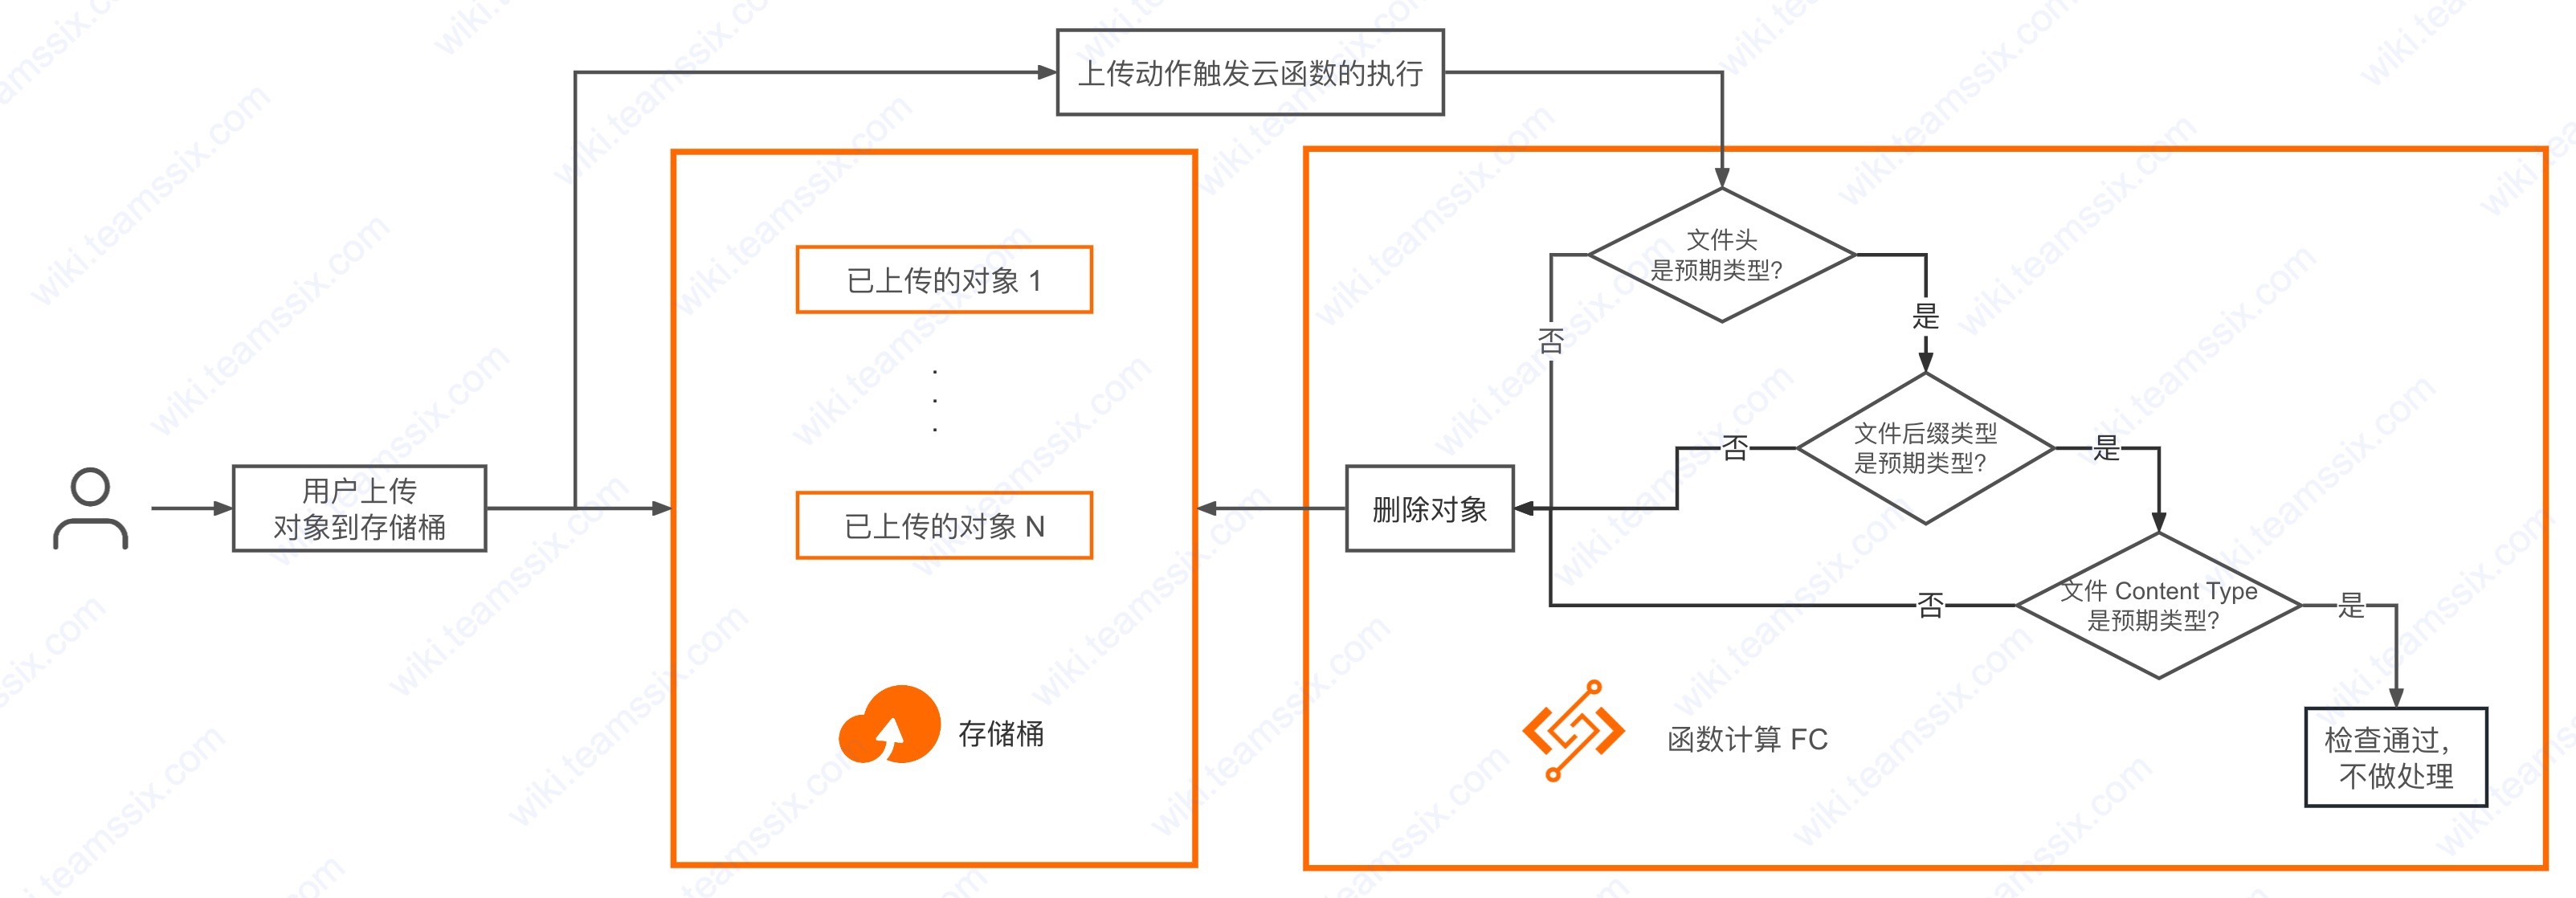 上传动作触发云函数的执行
用户上传
对象到存储桶
已上传的对象 1
.
.
.
已上传的对象 N
存储桶
文件头
是预期类型?
否
是
文件后缀类型
是预期类型?
否
是
删除对象
文件 Content Type
是预期类型?
否
是
检查通过，
不做处理
函数计算 FC
wiki.teamssix.com